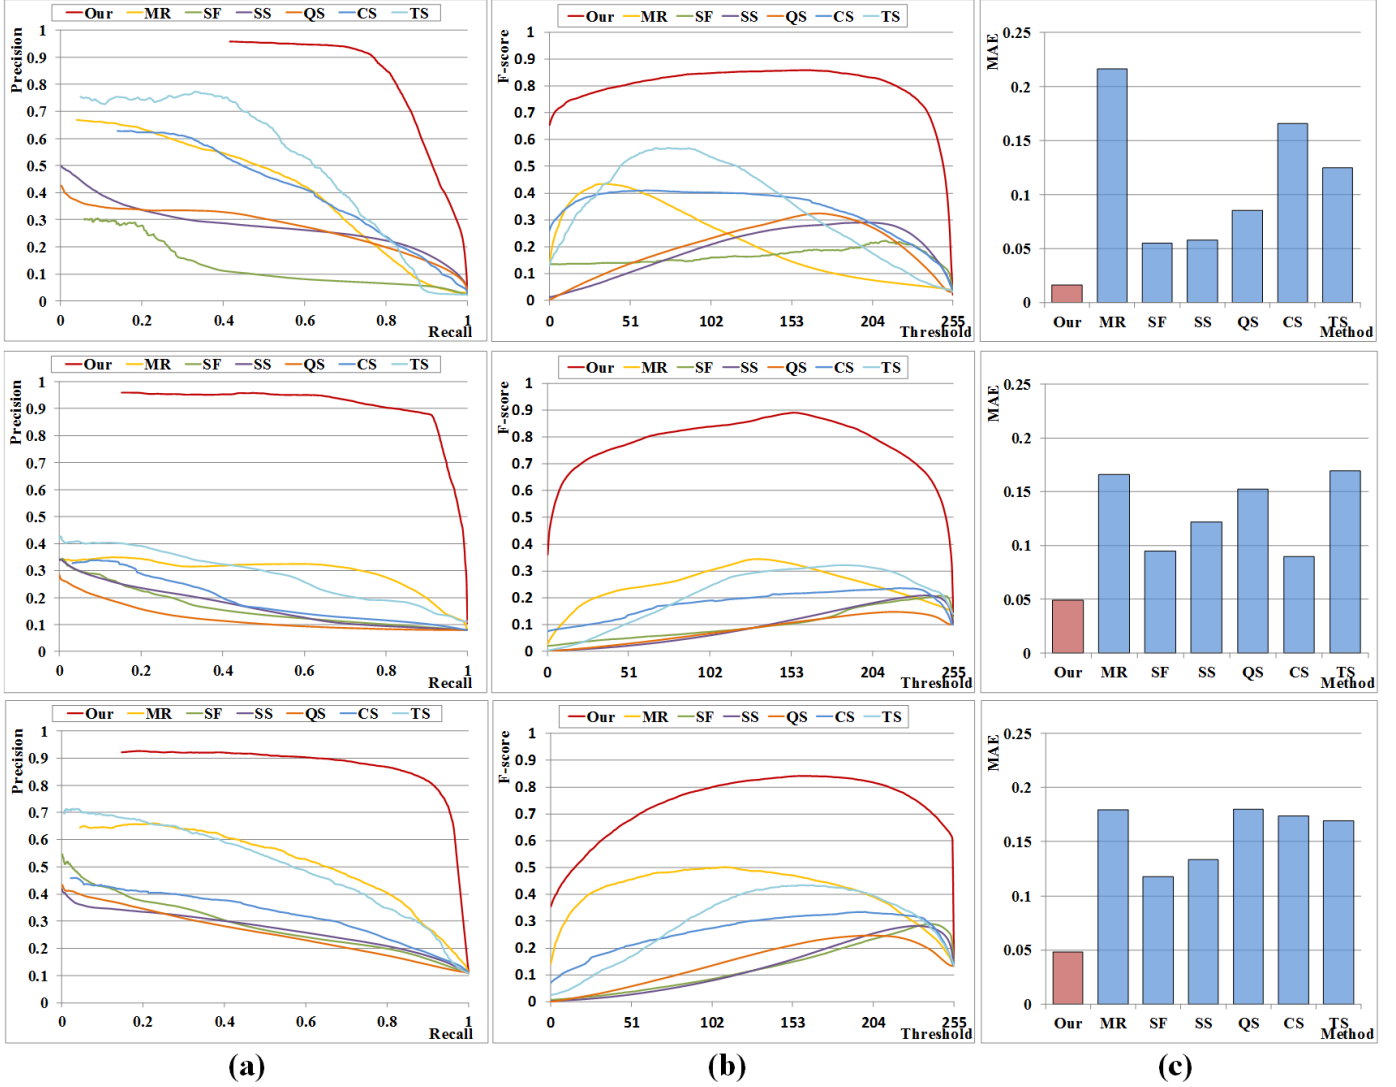 Our MR SF SS QS CS TS
Precision
1
0.9
0.8
0.7
0.6
0.5
0.4
0.3
0.2
0.1
0
0 0.2 0.4 0.6 0.8 1
Recall
Our MR SF SS QS CS TS
F-score
1
0.9
0.8
0.7
0.6
0.5
0.4
0.3
0.2
0.1
0
0 51 102 153 204 255
Threshold
MAE
0.25
0.2
0.15
0.1
0.05
0
Our MR SF SS QS CS TS
Method
Our MR SF SS QS CS TS
Precision
1
0.9
0.8
0.7
0.6
0.5
0.4
0.3
0.2
0.1
0
0 0.2 0.4 0.6 0.8 1
Recall
Our MR SF SS QS CS TS
F-score
1
0.9
0.8
0.7
0.6
0.5
0.4
0.3
0.2
0.1
0
0 51 102 153 204 255
Threshold
MAE
0.25
0.2
0.15
0.1
0.05
0
Our MR SF SS QS CS TS
Method
Our MR SF SS QS CS TS
Precision
1
0.9
0.8
0.7
0.6
0.5
0.4
0.3
0.2
0.1
0
0 0.2 0.4 0.6 0.8 1
Recall
Our MR SF SS QS CS TS
F-score
1
0.9
0.8
0.7
0.6
0.5
0.4
0.3
0.2
0.1
0
0 51 102 153 204 255
Threshold
MAE
0.25
0.2
0.15
0.1
0.05
0
Our MR SF SS QS CS TS
Method
(a) (b) (c)